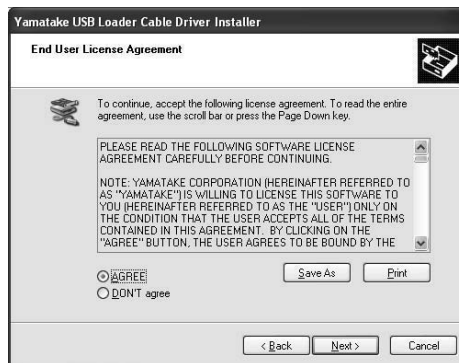 Yamatake USB Loader Cable Driver Installer
End User License Agreement
To continue, accept the following license agreement. To read the entire
agreement, use the scroll bar or press the Page Down key.
PLEASE READ THE FOLLOWING SOFTWARE LICENSE
AGREEMENT CAREFULLY BEFORE CONTINUING.
NOTE: YAMATAKE CORPORATION (HEREINAFTER REFERRED TO
AS "YAMATAKE") IS WILLING TO LICENSE THIS SOFTWARE TO
YOU (HEREINAFTER REFERRED TO AS THE "USER") ONLY ON
THE CONDITION THAT THE USER ACCEPTS ALL OF THE TERMS
CONTAINED IN THIS AGREEMENT. BY CLICKING ON THE
"AGREE" BUTTON, THE USER AGREES TO BE BOUND BY THE
AGREE
Save As
Print
DON'T agree
< Back
Next >
Cancel